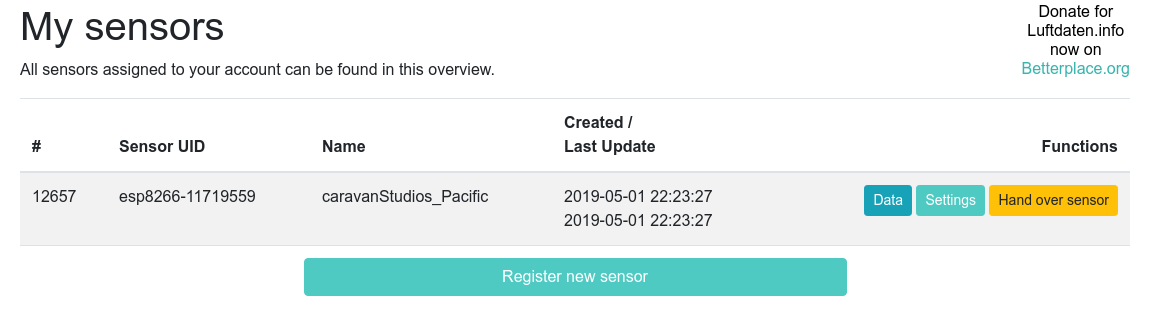 My sensors
Donate for
Luftdaten.info
now on
Betterplace.org
All sensors assigned to your account can be found in this overview.
# Sensor UID Name Created / Last Update Functions
12657 esp8266-11719559 caravanStudios_Pacific 2019-05-01 22:23:27 Data Settings Hand over sensor
2019-05-01 22:23:27
Register new sensor